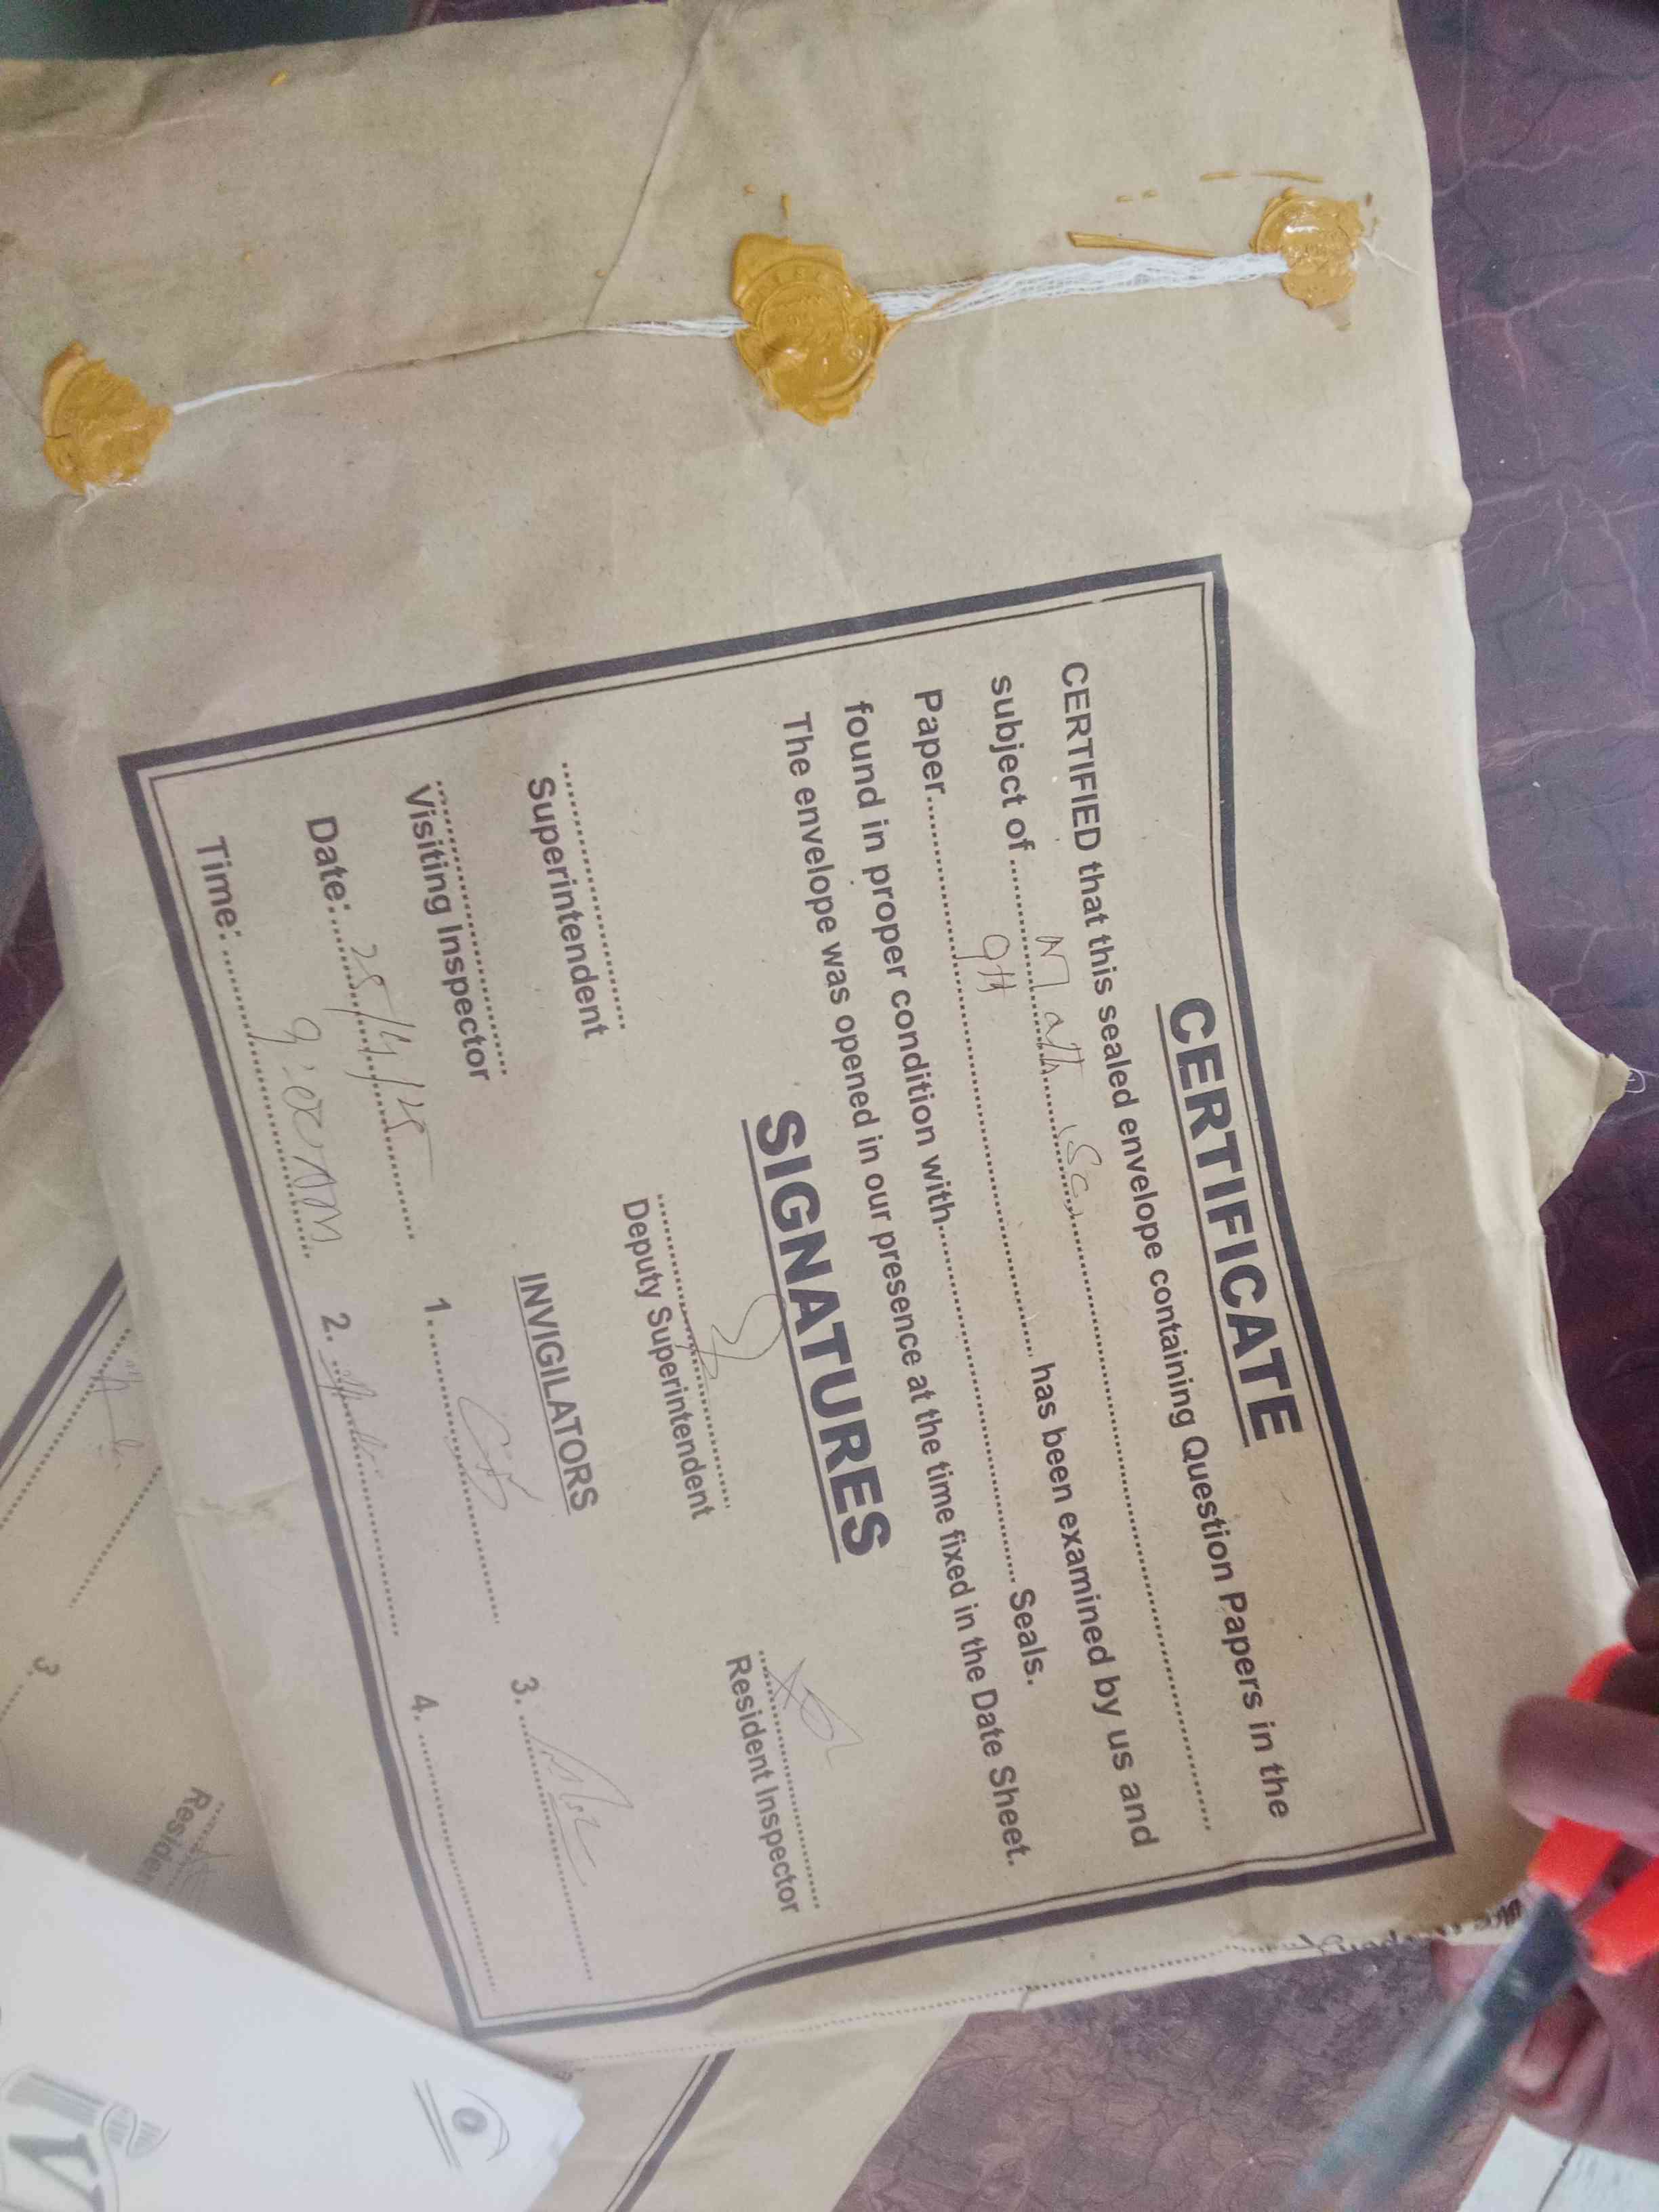 CERTIFICATE
CERTIFIED that this sealed envelope containing Question Papers in the
subject of Math (Sc)
Paper 9th has been examined by us and
found in proper condition with Seals.
The envelope was opened in our presence at the time fixed in the Date Sheet.
SIGNATURES
Superintendent
Deputy Superintendent
Resident Inspector
Visiting Inspector
INVIGILATORS
Date: 25/4/25
1.
3.
Time: 9:00 AM
2.
4.
3